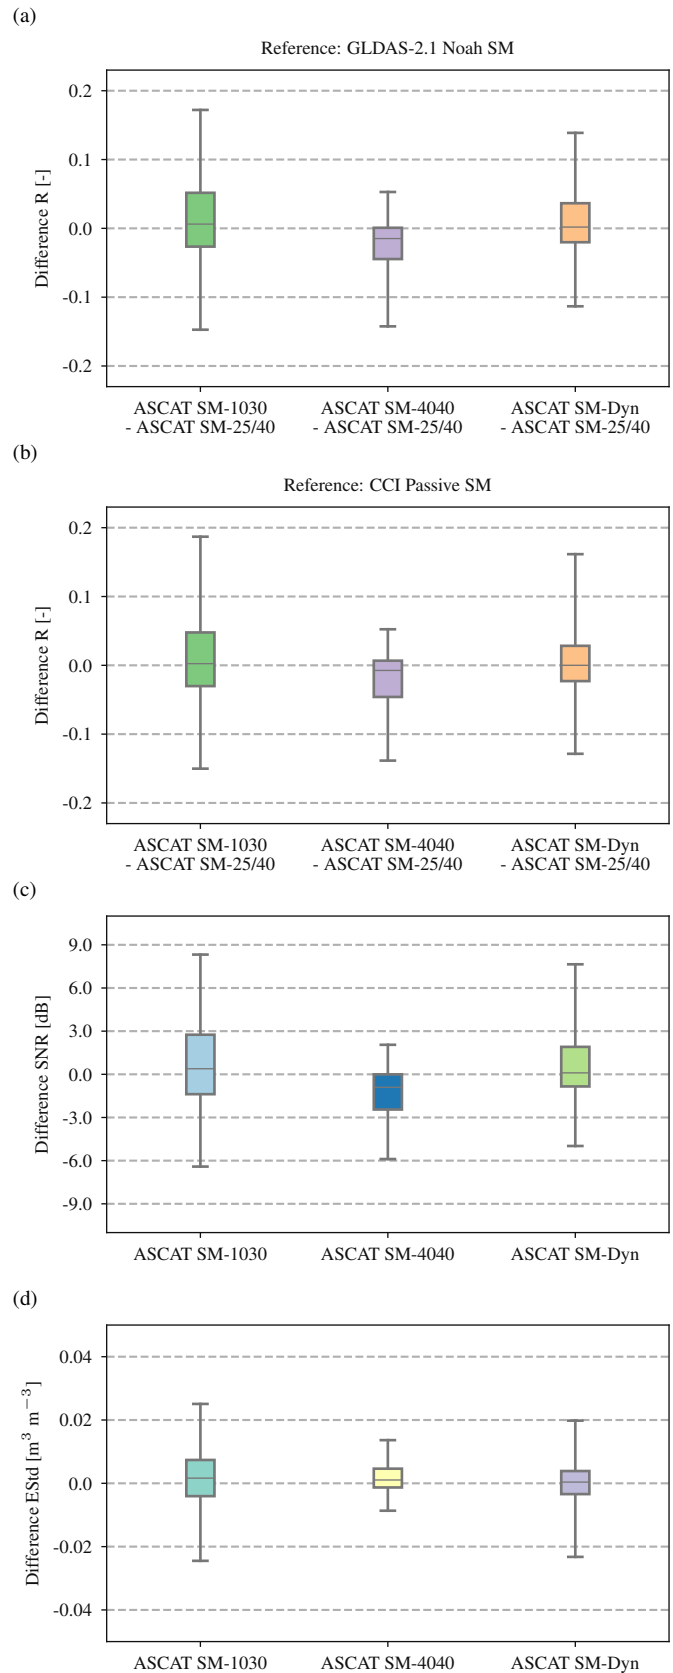 (a)
Reference: GLDAS-2.1 Noah SM
Difference R [-]
0.2
0.1
0.0
-0.1
-0.2
ASCAT SM-1030
- ASCAT SM-25/40
ASCAT SM-4040
- ASCAT SM-25/40
ASCAT SM-Dyn
- ASCAT SM-25/40
(b)
Reference: CCI Passive SM
Difference R [-]
0.2
0.1
0.0
-0.1
-0.2
ASCAT SM-1030
- ASCAT SM-25/40
ASCAT SM-4040
- ASCAT SM-25/40
ASCAT SM-Dyn
- ASCAT SM-25/40
(c)
Difference SNR [dB]
9.0
6.0
3.0
0.0
-3.0
-6.0
-9.0
ASCAT SM-1030
ASCAT SM-4040
ASCAT SM-Dyn
(d)
Difference EStd [m³ m⁻³]
0.04
0.02
0.0
-0.02
-0.04
ASCAT SM-1030
ASCAT SM-4040
ASCAT SM-Dyn